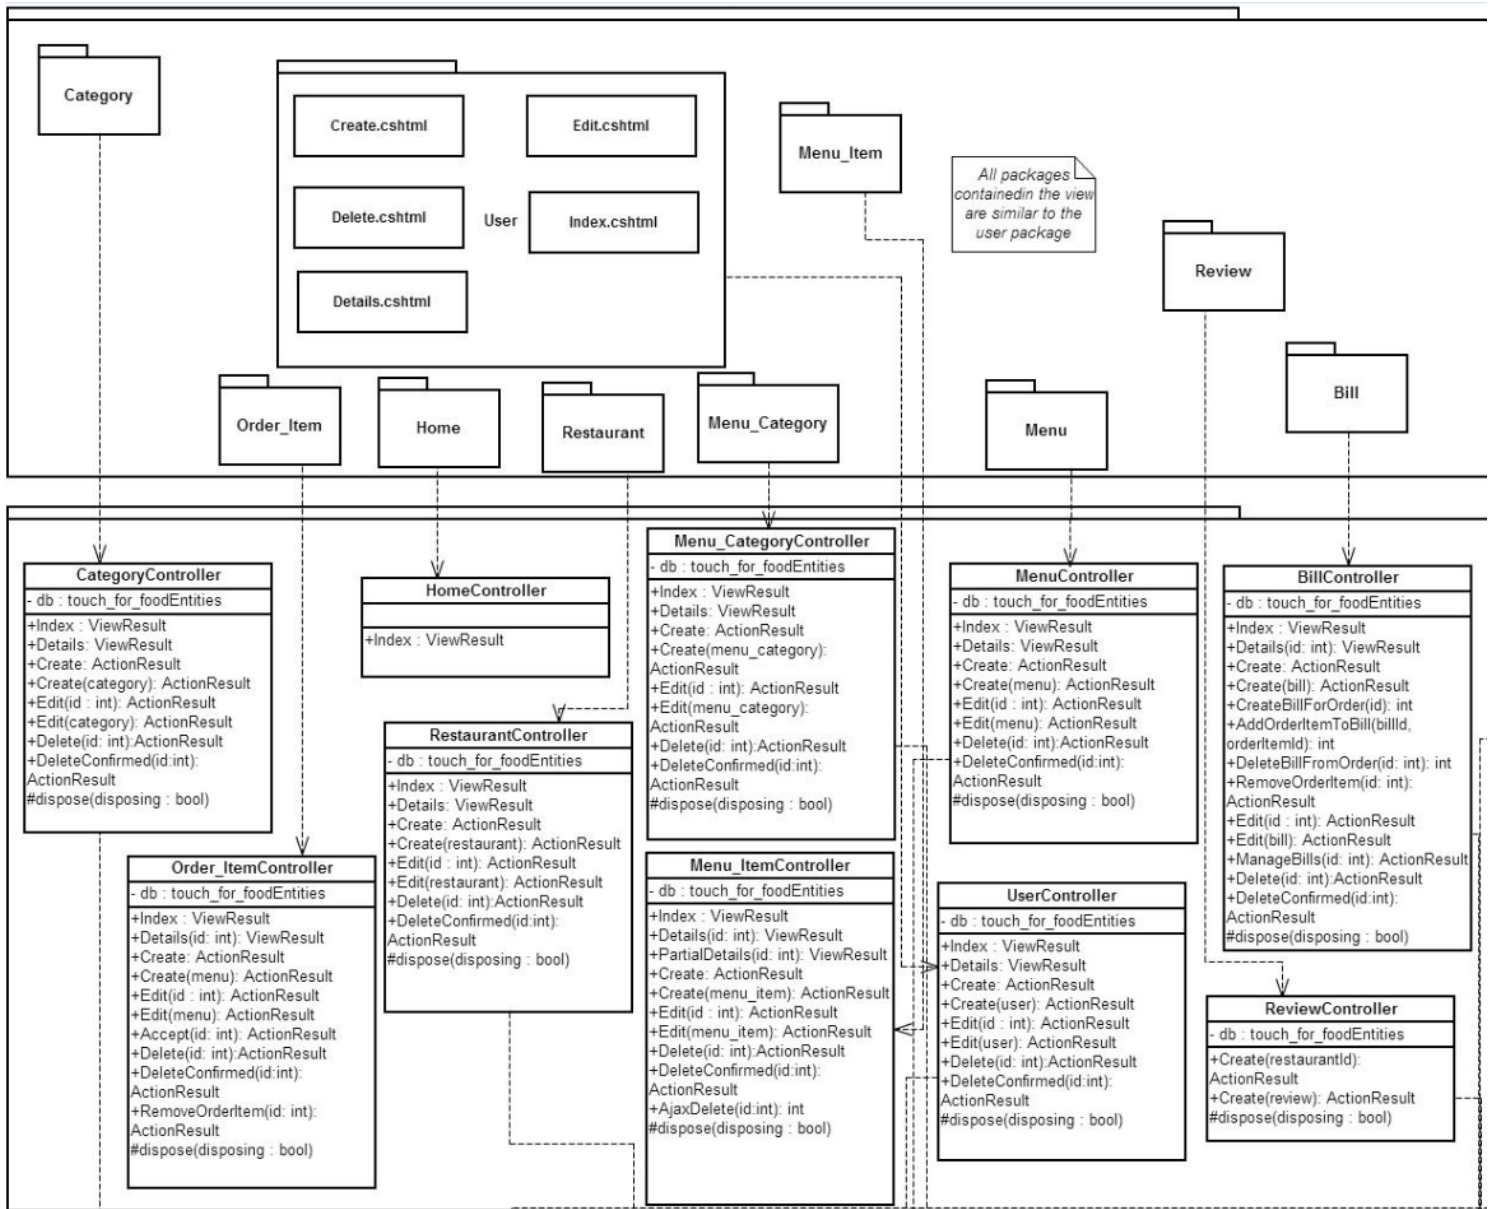 Category
Create.cshtml
Edit.cshtml
Delete.cshtml
User
Index.cshtml
Details.cshtml
Menu_Item
All packages
containedin the view
are similar to the
user package
Review
Bill
Order_Item
Home
Restaurant
Menu_Category
Menu
CategoryController
- db : touch_for_foodEntities
+Index : ViewResult
+Details: ViewResult
+Create: ActionResult
+Create(category): ActionResult
+Edit(id : int): ActionResult
+Edit(category): ActionResult
+Delete(id: int):ActionResult
+DeleteConfirmed(id:int):
ActionResult
#dispose(disposing : bool)
HomeController
+Index : ViewResult
Menu_CategoryController
- db : touch_for_foodEntities
+Index : ViewResult
+Details: ViewResult
+Create: ActionResult
+Create(menu_category):
ActionResult
+Edit(id : int): ActionResult
+Edit(menu_category):
ActionResult
+Delete(id: int):ActionResult
+DeleteConfirmed(id:int):
ActionResult
#dispose(disposing : bool)
MenuController
- db : touch_for_foodEntities
+Index : ViewResult
+Details: ViewResult
+Create: ActionResult
+Create(menu): ActionResult
+Edit(id : int): ActionResult
+Edit(menu): ActionResult
+Delete(id: int):ActionResult
+DeleteConfirmed(id:int):
ActionResult
#dispose(disposing : bool)
BillController
- db : touch_for_foodEntities
+Index : ViewResult
+Details(id: int): ViewResult
+Create: ActionResult
+Create(bill): ActionResult
+CreateBillForOrder(id): int
+AddOrderItemToBill(billId,
orderItemId): int
+DeleteBillFromOrder(id: int): int
+RemoveOrderItem(id: int):
ActionResult
+Edit(id : int): ActionResult
+Edit(bill): ActionResult
+ManageBills(id: int): ActionResult
+Delete(id: int):ActionResult
+DeleteConfirmed(id:int):
ActionResult
#dispose(disposing : bool)
RestaurantController
- db : touch_for_foodEntities
+Index : ViewResult
+Details: ViewResult
+Create: ActionResult
+Create(restaurant): ActionResult
+Edit(id : int): ActionResult
+Edit(restaurant): ActionResult
+Delete(id: int):ActionResult
+DeleteConfirmed(id:int):
ActionResult
#dispose(disposing : bool)
Order_ItemController
- db : touch_for_foodEntities
+Index : ViewResult
+Details(id: int): ViewResult
+Create: ActionResult
+Create(menu): ActionResult
+Edit(id : int): ActionResult
+Edit(menu): ActionResult
+Accept(id: int): ActionResult
+Delete(id: int):ActionResult
+DeleteConfirmed(id:int):
ActionResult
+RemoveOrderItem(id: int):
ActionResult
#dispose(disposing : bool)
Menu_ItemController
- db : touch_for_foodEntities
+Index : ViewResult
+Details(id: int): ViewResult
+PartialDetails(id: int): ViewResult
+Create: ActionResult
+Create(menu_item): ActionResult
+Edit(id : int): ActionResult
+Edit(menu_item): ActionResult
+Delete(id: int):ActionResult
+DeleteConfirmed(id:int):
ActionResult
+AjaxDelete(id:int): int
#dispose(disposing : bool)
UserController
- db : touch_for_foodEntities
+Index : ViewResult
+Details: ViewResult
+Create: ActionResult
+Create(user): ActionResult
+Edit(id : int): ActionResult
+Edit(user): ActionResult
+Delete(id: int):ActionResult
+DeleteConfirmed(id:int):
ActionResult
#dispose(disposing : bool)
ReviewController
- db : touch_for_foodEntities
+Create(restaurantId):
ActionResult
+Create(review): ActionResult
#dispose(disposing : bool)